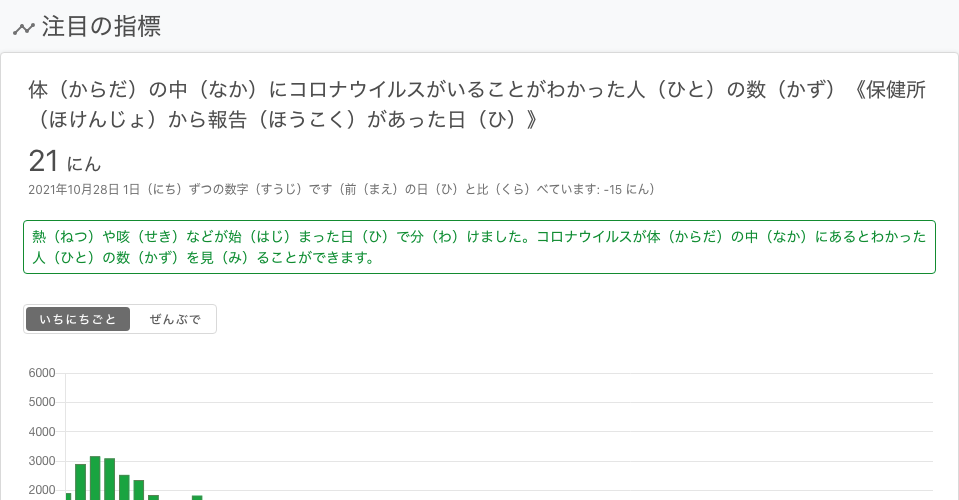 注目の指標
体（からだ）の中（なか）にコロナウイルスがいることがわかった人（ひと）の数（かず）《保健所
（ほけんじょ）から報告（ほうこく）があった日（ひ）》
21 にん
2021年10月28日 1日（にち）ずつの数字（すうじ）です（前（まえ）の日（ひ）と比（くら）べています: -15 にん）
熱（ねつ）や咳（せき）などが始（はじ）まった日（ひ）で分（わ）けました。コロナウイルスが体（からだ）の中（なか）にあるとわかった
人（ひと）の数（かず）を見（み）ることができます。
いちにちごと ぜんぶで
6000
5000
4000
3000
2000